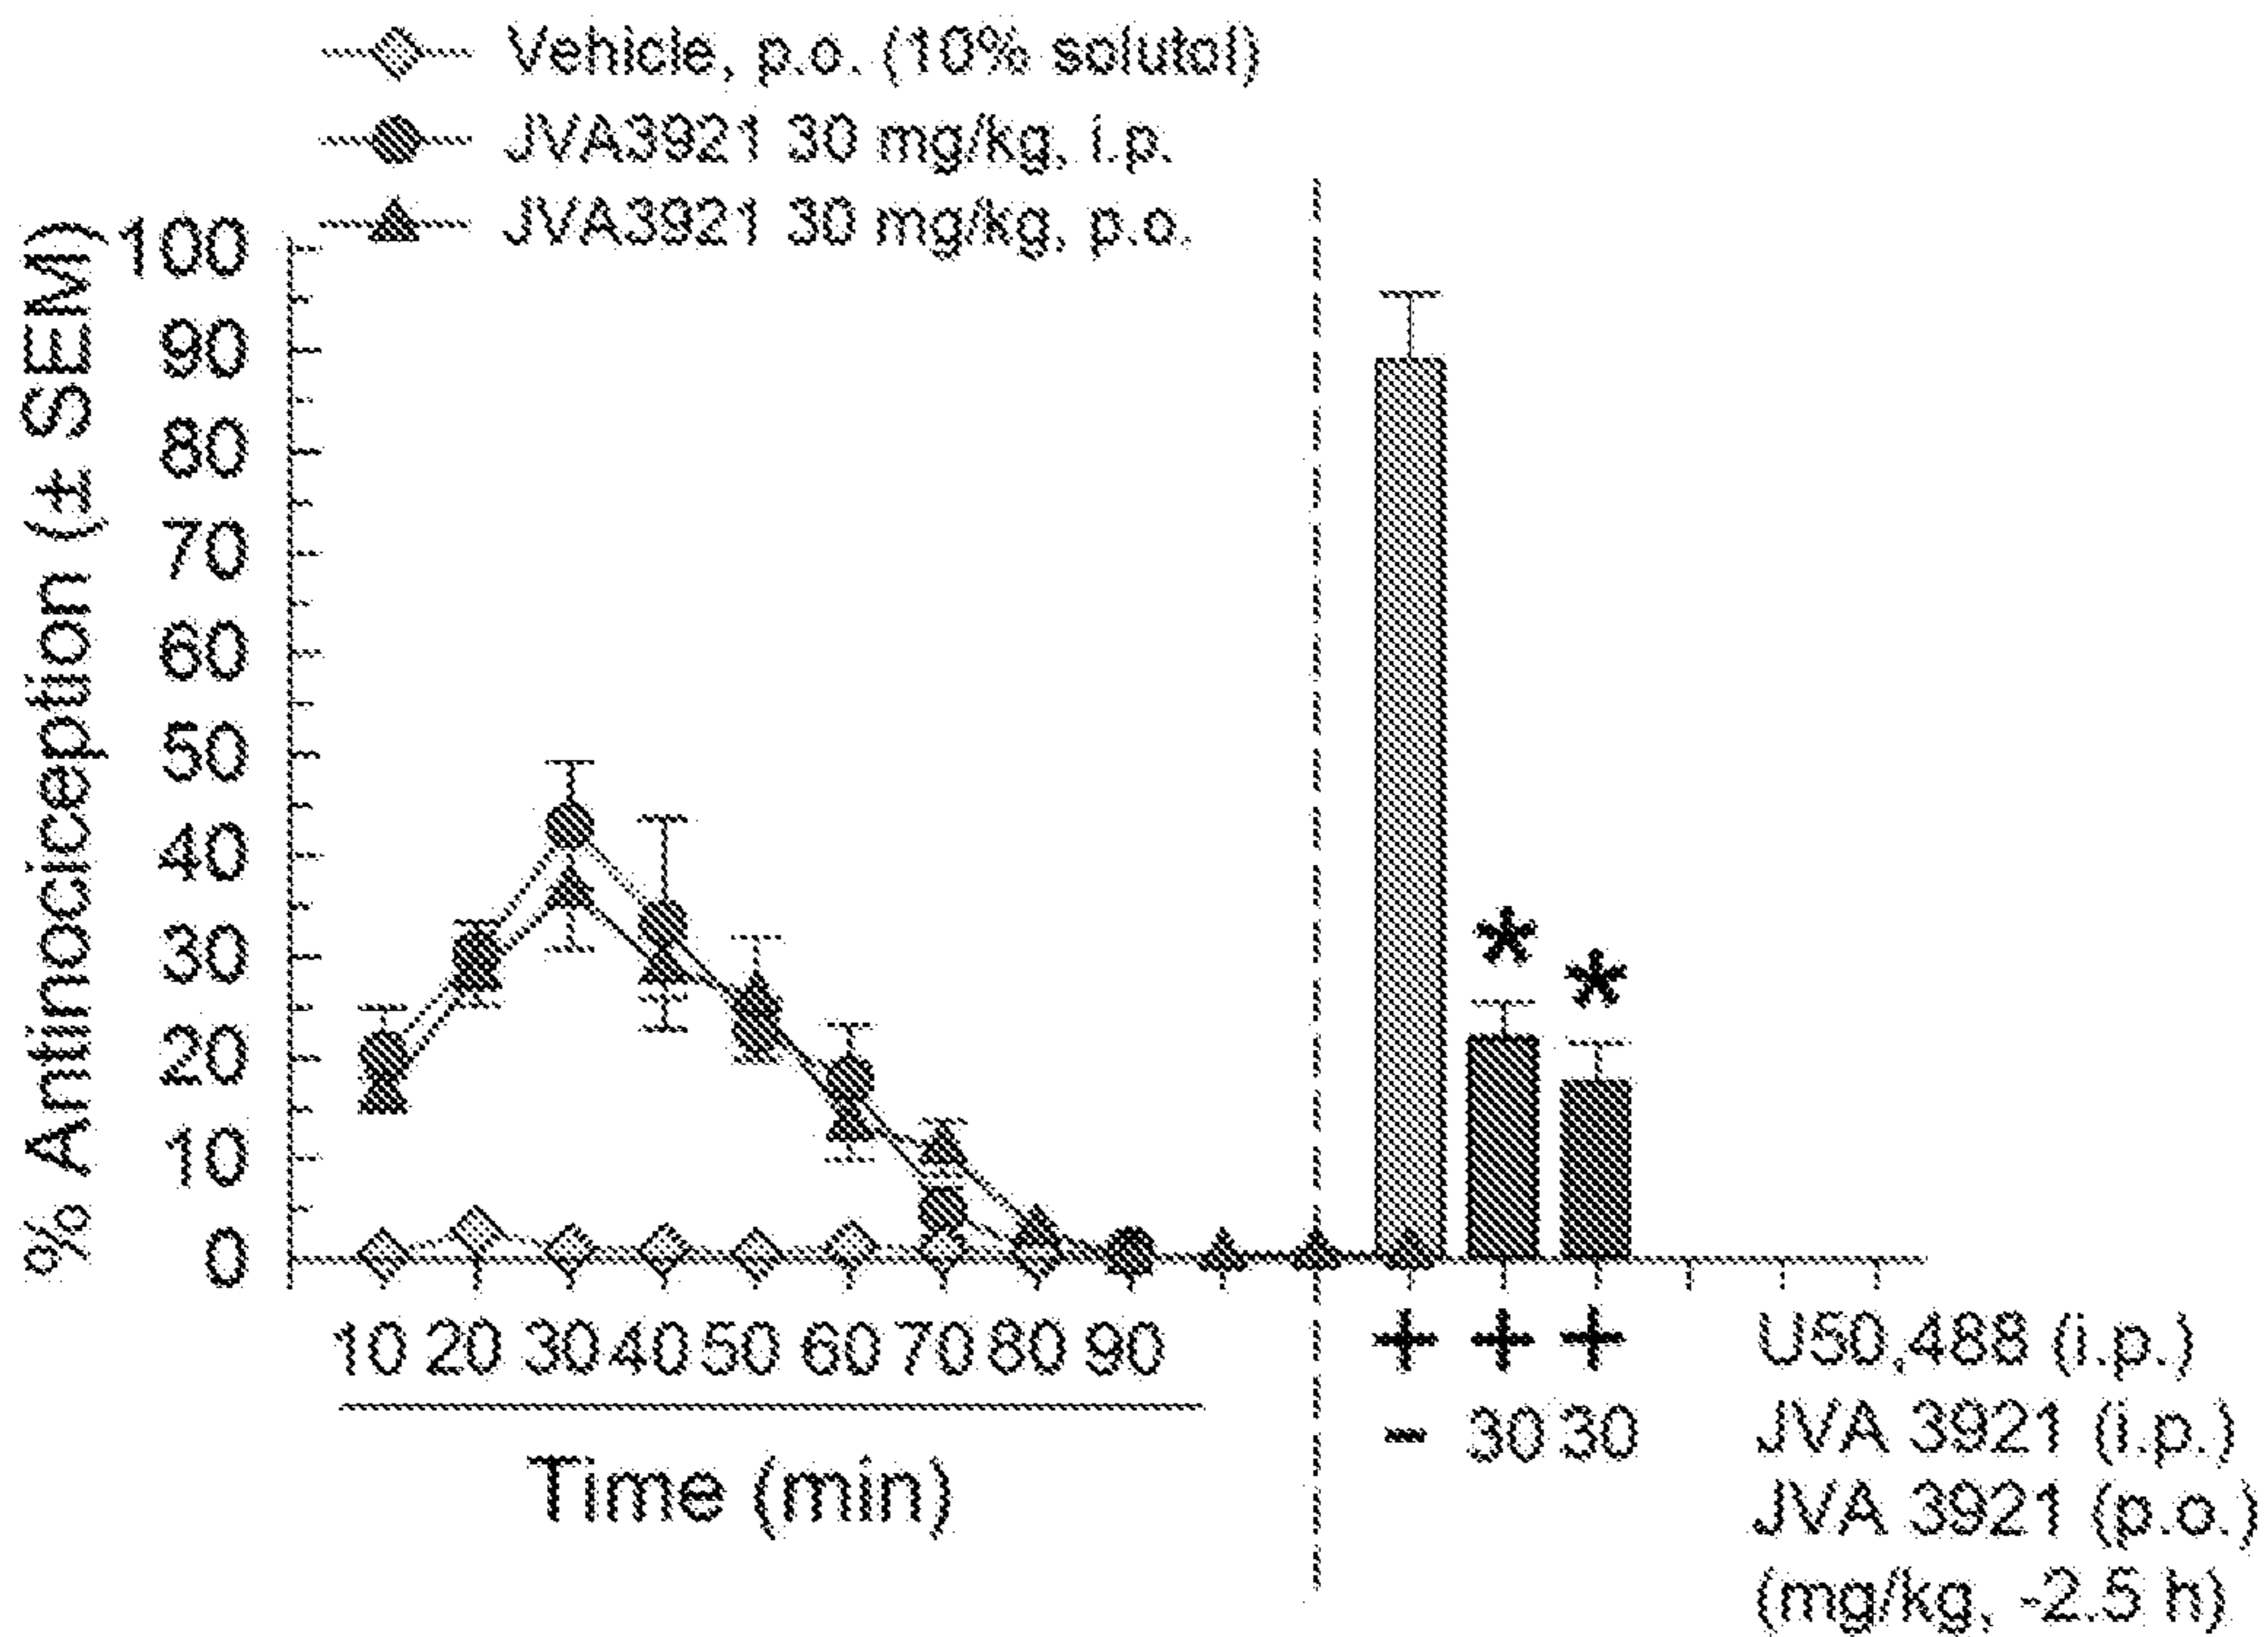 Vehicle, p.o. (10% solutol)
JVA3921 30 mg/kg, i.p.
JVA3921 30 mg/kg, p.o.
% Antinociception (± SEM)
100
90
80
70
60
50
40
30
20
10
0
* *
10 20 30 40 50 60 70 80 90
Time (min)
+ + + U50,488 (i.p.)
- 30 30 JVA 3921 (i.p.)
JVA 3921 (p.o.)
(mg/kg, -2.5 h)